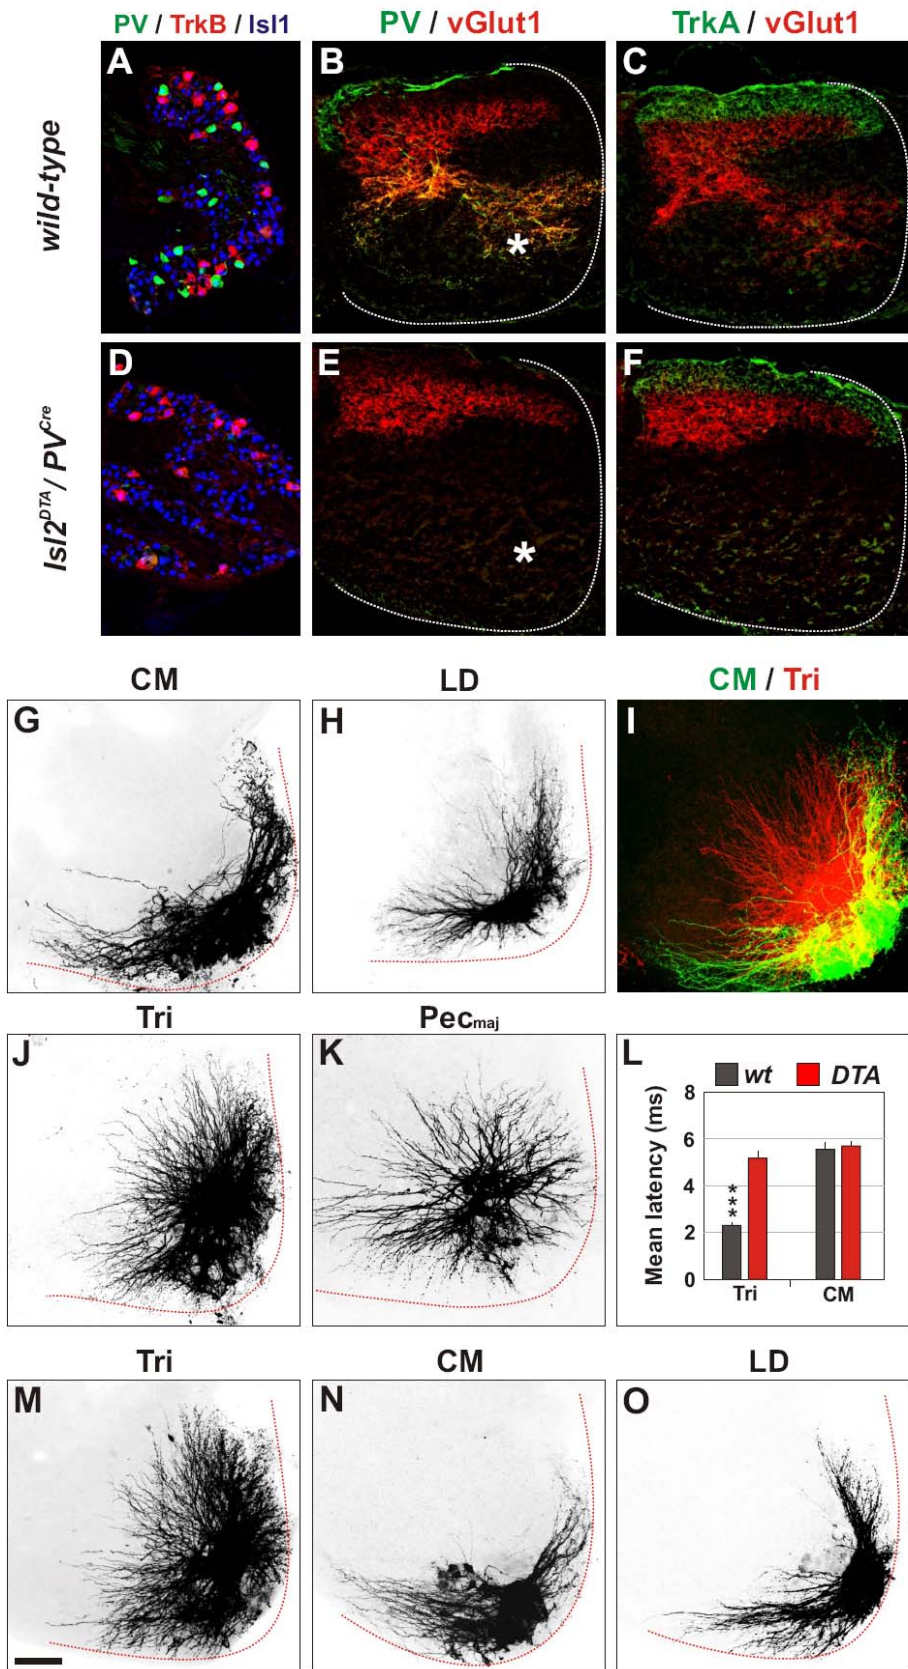 PV / TrkB / Isl1
PV / vGlut1
TrkA / vGlut1
wild-type
A
B
C
*
Isl2DTA / PVCre
D
E
F
*
CM
LD
CM / Tri
G
H
I
Tri
Pecmaj
J
K
L
wt
DTA
Mean latency (ms)
8
6
4
2
0
***
Tri
CM
Tri
CM
LD
M
N
O